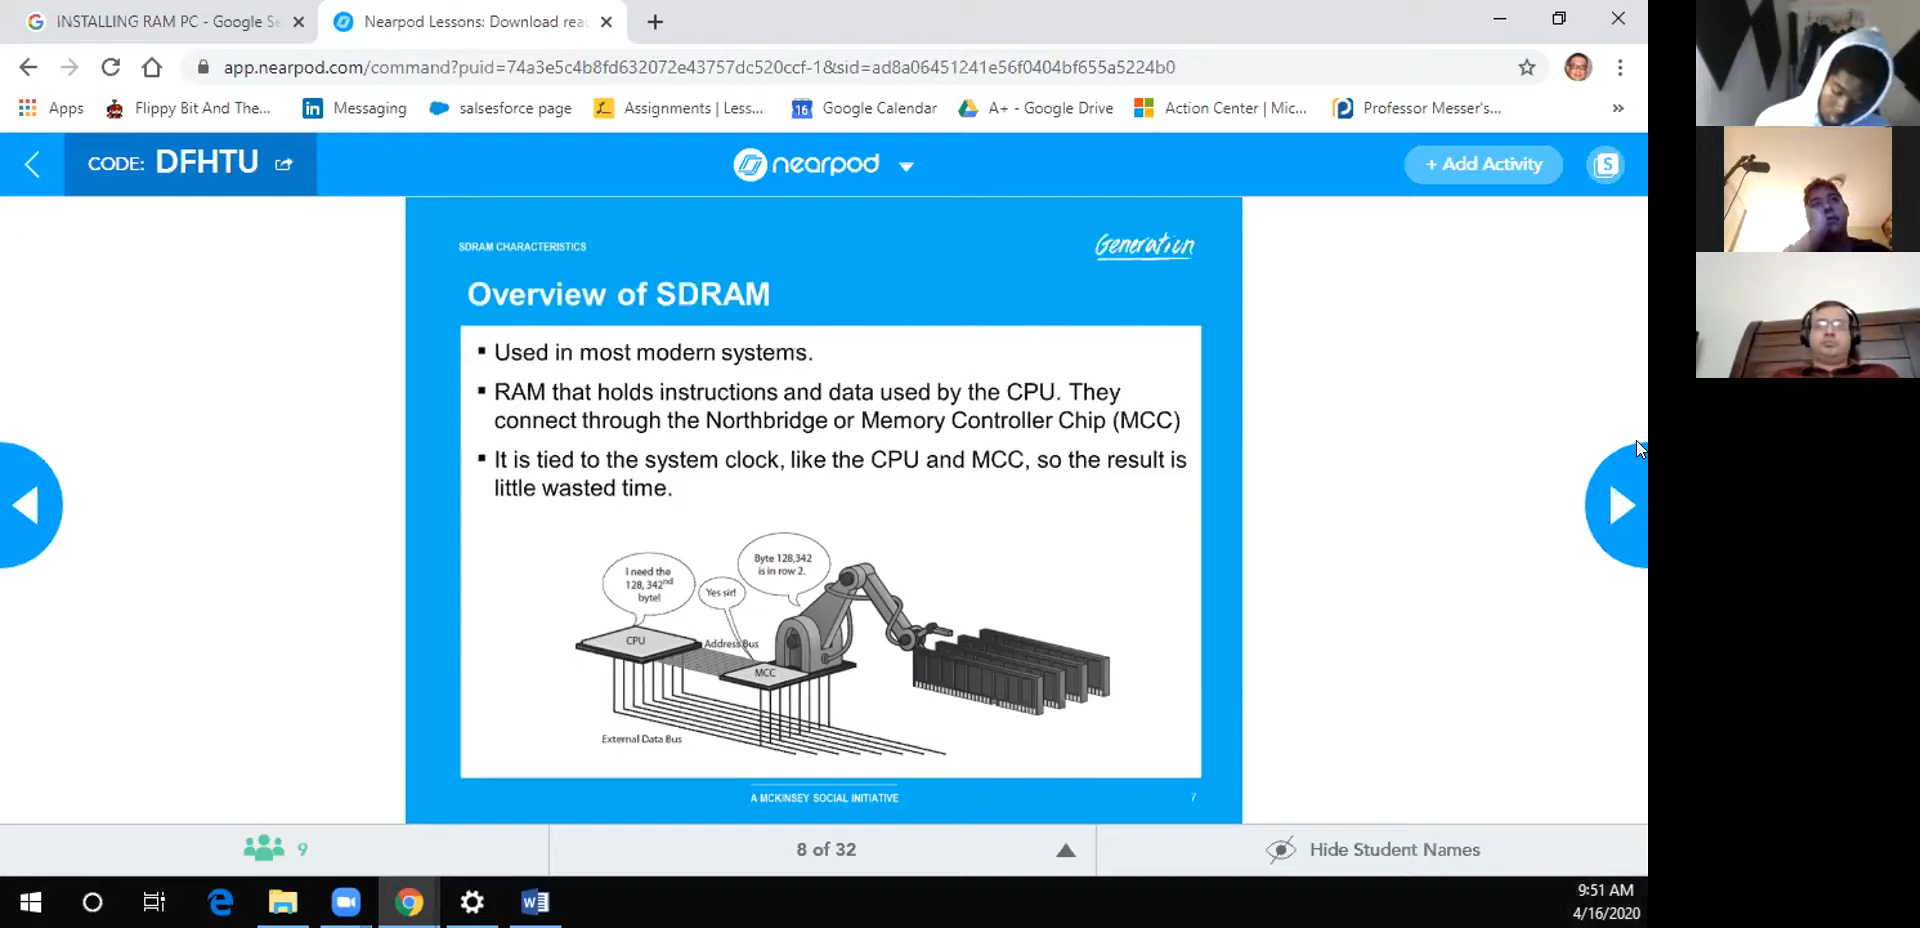 INSTALLING RAM PC - Google Se
Nearpod Lessons: Download rea
app.nearpod.com/command?puid=74a3e5c4b8fd632072e43757dc520ccf-1&sid=ad8a06451241e56f0404bf655a5224b0
Apps
Flippy Bit And The...
Messaging
salsesforce page
Assignments | Less...
16
Google Calendar
A+ - Google Drive
Action Center | Mic...
Professor Messer's...
CODE: DFHTU
nearpod
+ Add Activity
S
SDRAM CHARACTERISTICS
Generation
Overview of SDRAM
▪ Used in most modern systems.
▪ RAM that holds instructions and data used by the CPU. They
connect through the Northbridge or Memory Controller Chip (MCC)
▪ It is tied to the system clock, like the CPU and MCC, so the result is
little wasted time.
Byte 128,342
is in row 2.
I need the
128, 342nd
byte!
Yes sir!
CPU
Address Bus
MCC
External Data Bus
A MCKINSEY SOCIAL INITIATIVE
7
9
8 of 32
Hide Student Names
9:51 AM
4/16/2020